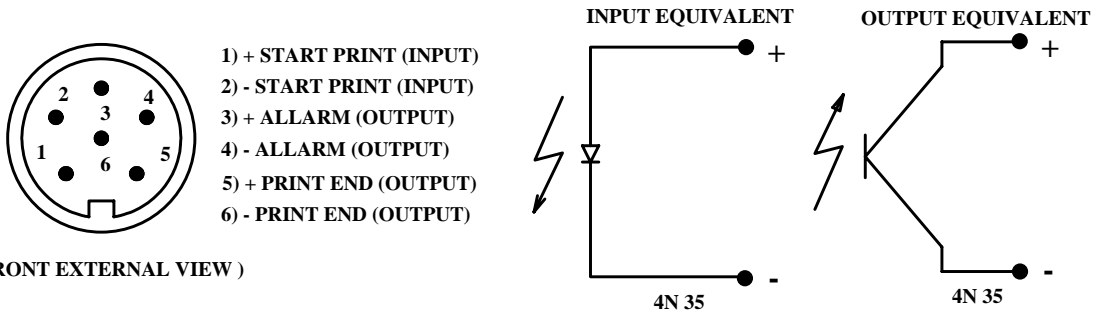 INPUT EQUIVALENT
OUTPUT EQUIVALENT
1) + START PRINT (INPUT)
2) - START PRINT (INPUT)
3) + ALLARM (OUTPUT)
4) - ALLARM (OUTPUT)
5) + PRINT END (OUTPUT)
6) - PRINT END (OUTPUT)
2
4
3
1
6
5
+
+
RONT EXTERNAL VIEW )
-
-
4N 35
4N 35